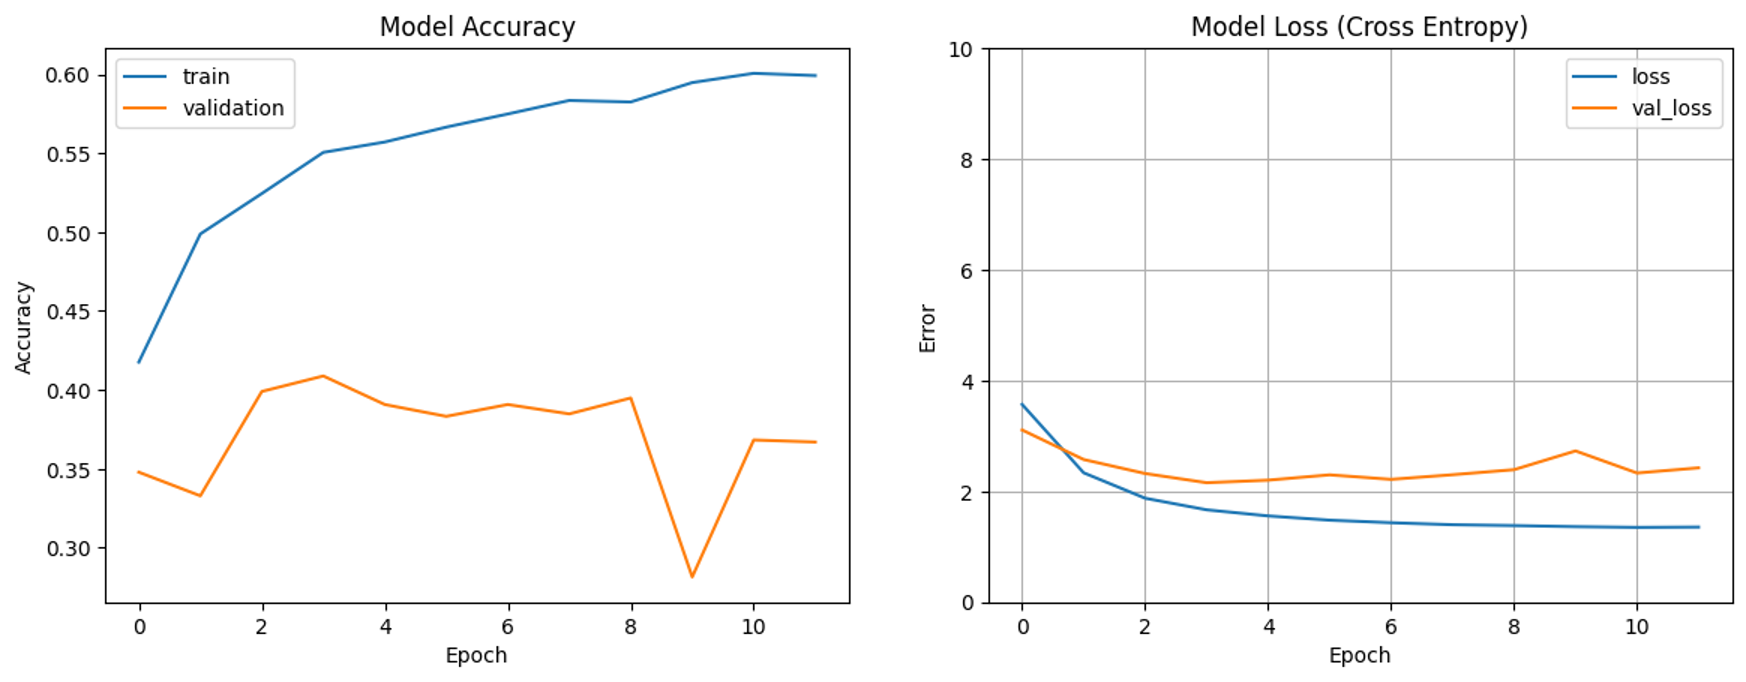 Model Accuracy
train
validation
0.60
0.55
0.50
0.45
0.40
0.35
0.30
Accuracy
0 2 4 6 8 10
Epoch
Model Loss (Cross Entropy)
loss
val_loss
10
8
6
4
2
0
Error
0 2 4 6 8 10
Epoch